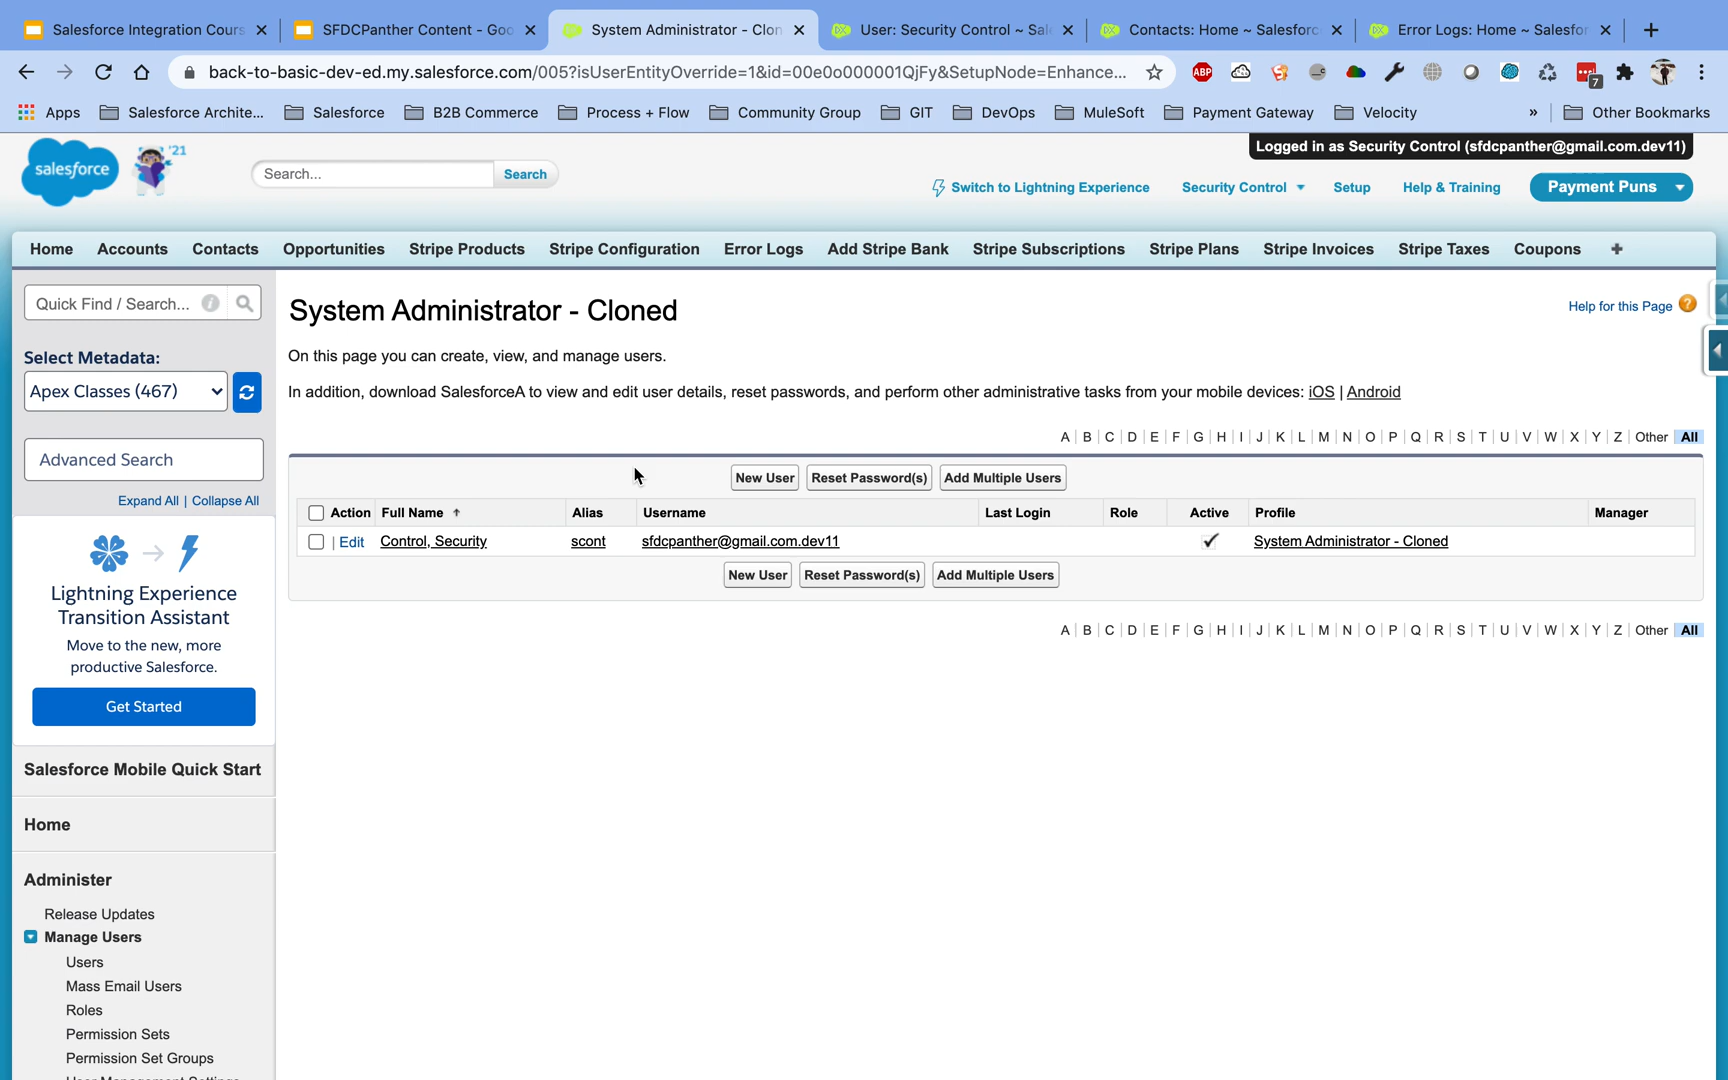 Salesforce Integration Cours
SFDCPanther Content - Goo
System Administrator - Clon
User: Security Control ~ Sal
Contacts: Home ~ Salesforc
Error Logs: Home ~ Salesfor
back-to-basic-dev-ed.my.salesforce.com/005?isUserEntityOverride=1&id=00e0o000001QjFy&SetupNode=Enhance...
ABP
7
Apps
Salesforce Archite...
Salesforce
B2B Commerce
Process + Flow
Community Group
GIT
DevOps
MuleSoft
Payment Gateway
Velocity
»
Other Bookmarks
salesforce
'21
Search...
Search
Logged in as Security Control (sfdcpanther@gmail.com.dev11)
Switch to Lightning Experience
Security Control
Setup
Help & Training
Payment Puns
Home
Accounts
Contacts
Opportunities
Stripe Products
Stripe Configuration
Error Logs
Add Stripe Bank
Stripe Subscriptions
Stripe Plans
Stripe Invoices
Stripe Taxes
Coupons
+
Quick Find / Search...
Select Metadata:
Apex Classes (467)
Advanced Search
Expand All | Collapse All
Lightning Experience
Transition Assistant
Move to the new, more
productive Salesforce.
Get Started
Salesforce Mobile Quick Start
Home
Administer
Release Updates
Manage Users
Users
Mass Email Users
Roles
Permission Sets
Permission Set Groups
System Administrator - Cloned
Help for this Page ?
On this page you can create, view, and manage users.
In addition, download SalesforceA to view and edit user details, reset passwords, and perform other administrative tasks from your mobile devices: iOS | Android
A | B | C | D | E | F | G | H | I | J | K | L | M | N | O | P | Q | R | S | T | U | V | W | X | Y | Z | Other | All
New User
Reset Password(s)
Add Multiple Users
Action
Full Name
Alias
Username
Last Login
Role
Active
Profile
Manager
| Edit
Control, Security
scont
sfdcpanther@gmail.com.dev11
System Administrator - Cloned
New User
Reset Password(s)
Add Multiple Users
A | B | C | D | E | F | G | H | I | J | K | L | M | N | O | P | Q | R | S | T | U | V | W | X | Y | Z | Other | All